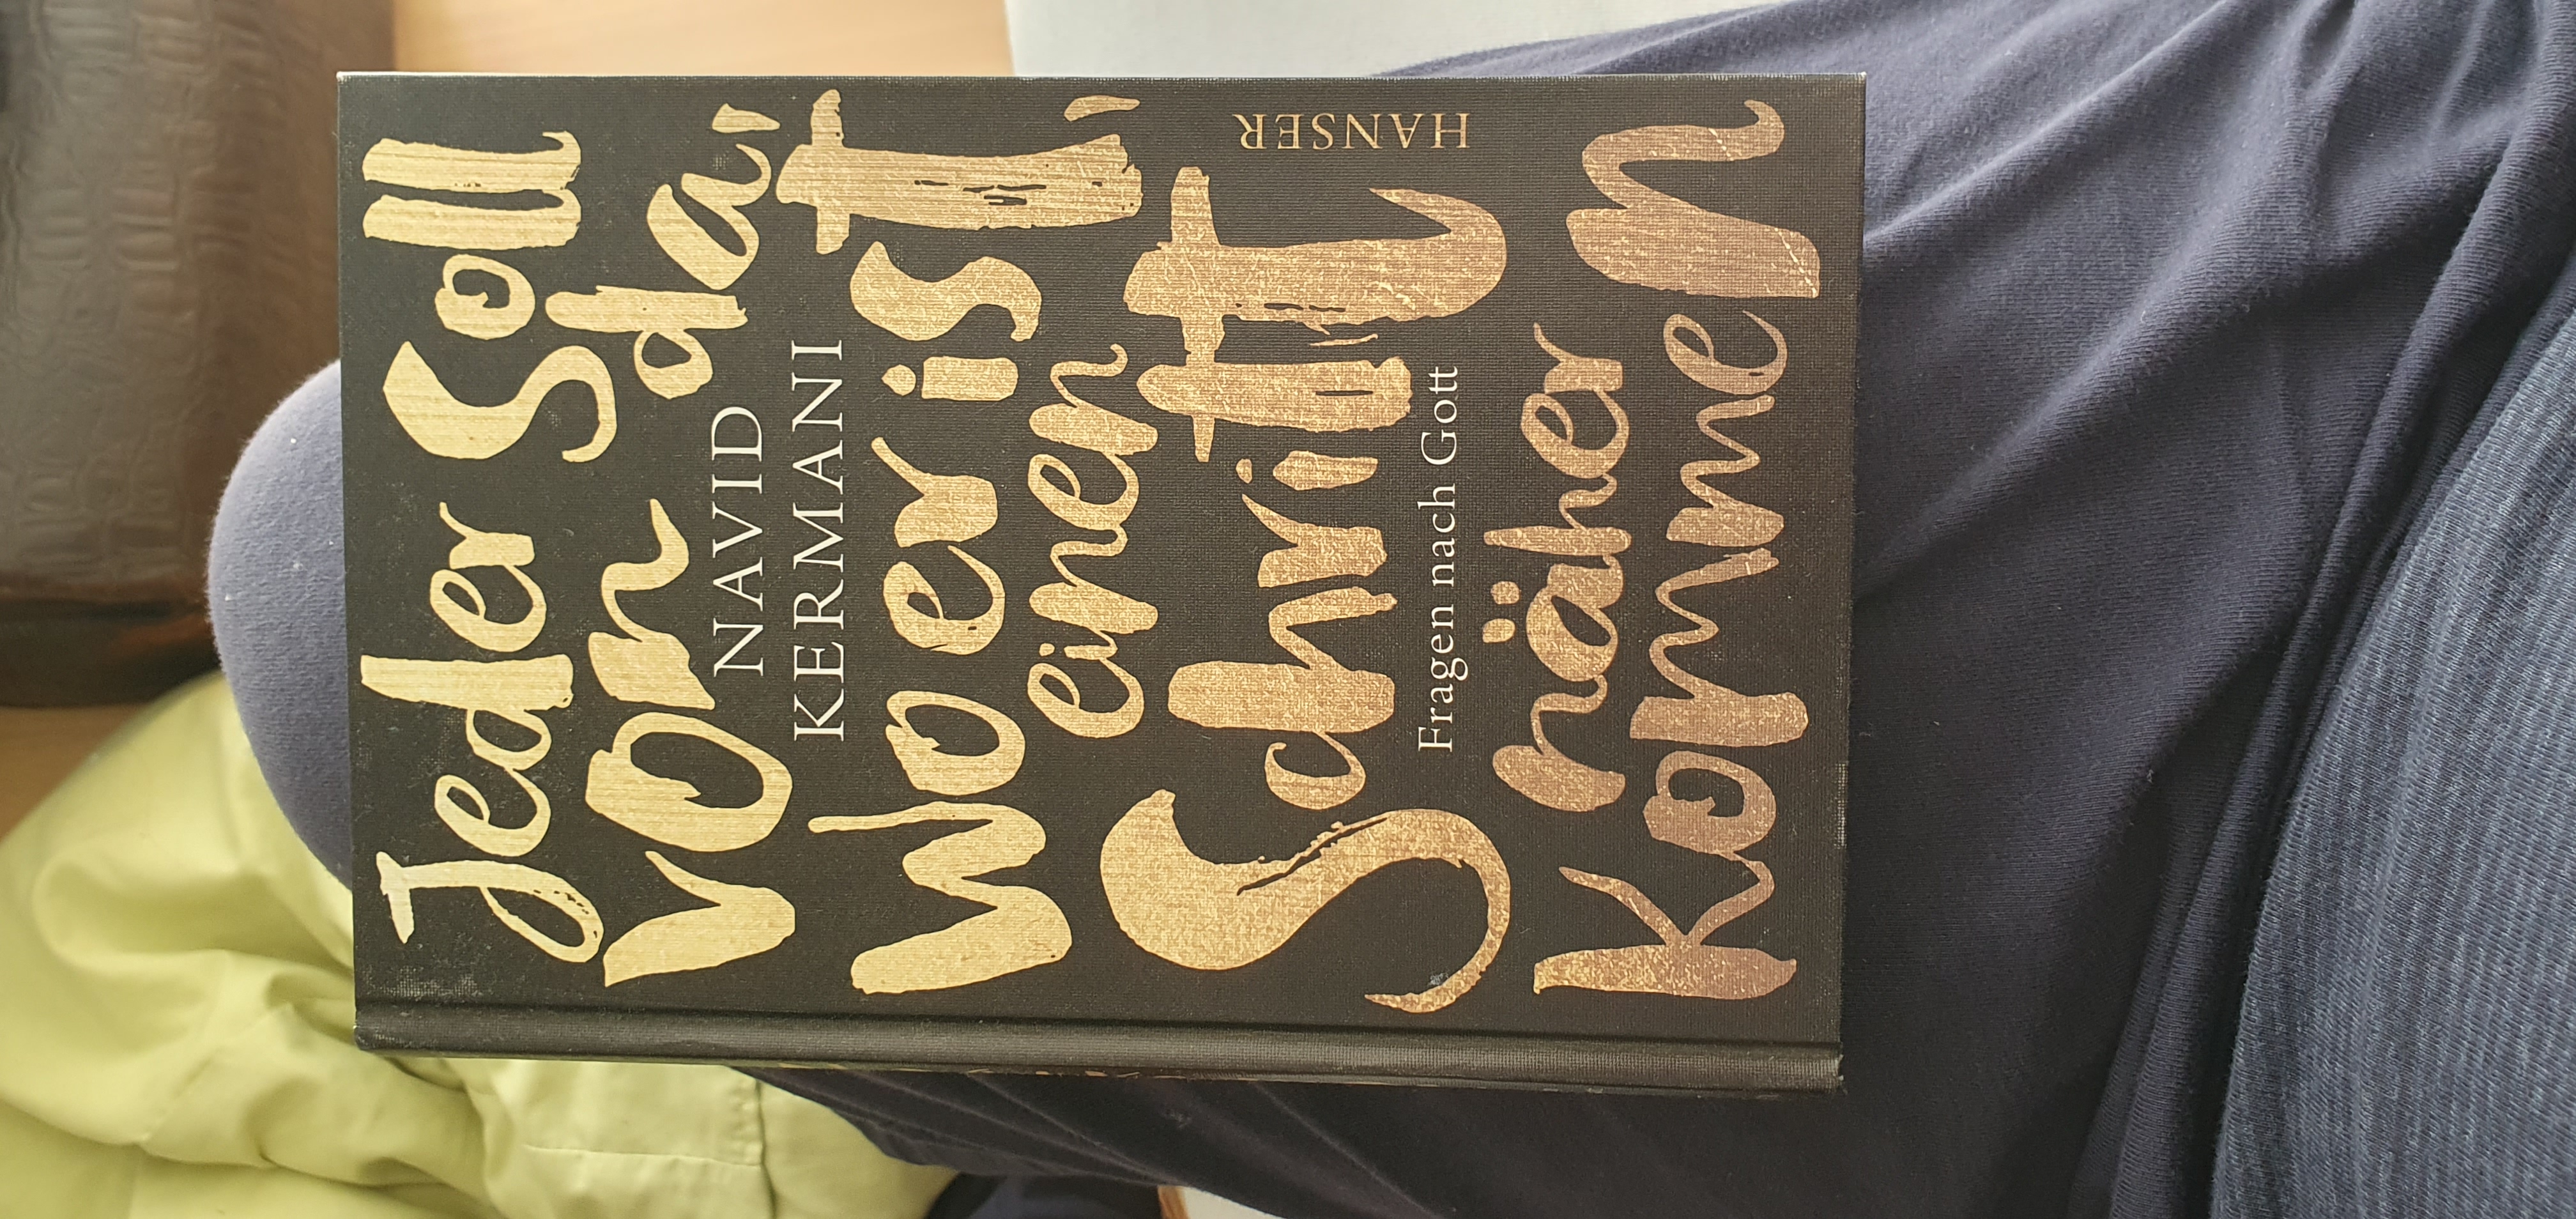 Jeder Soll
von da,
NAVID
KERMANI
Wo er ist,
einen
Schritt
Fragen nach Gott
näher
Kommen
HANSER